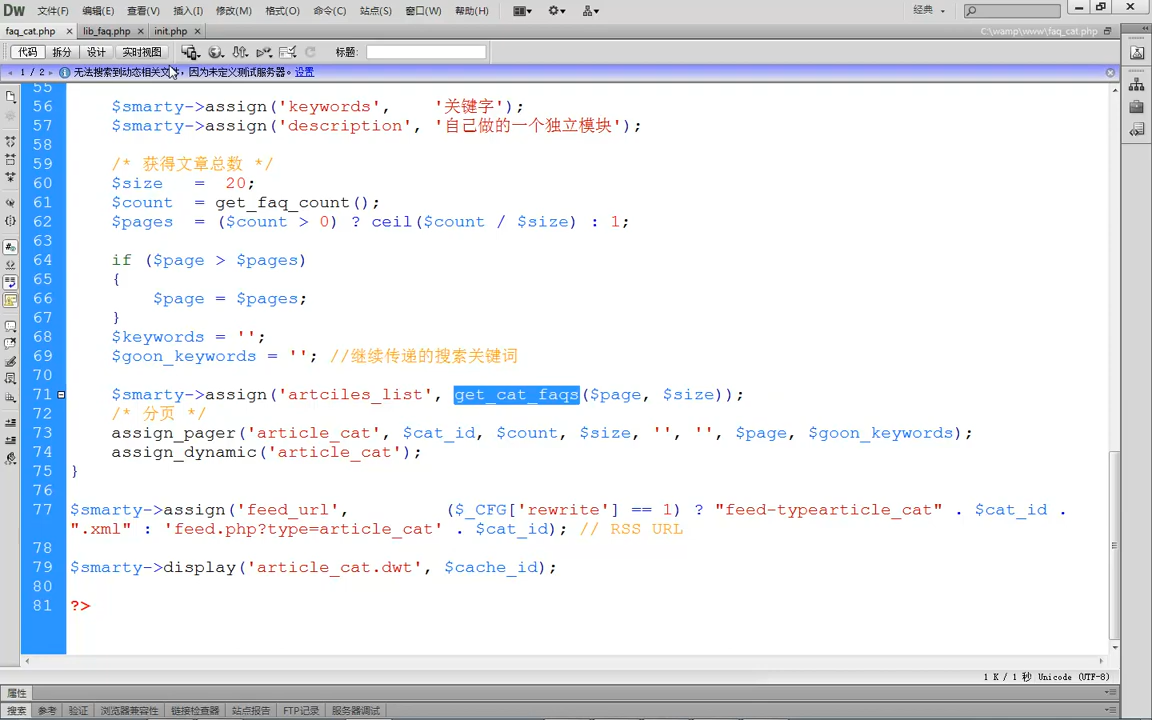 Dw 文件(F) 编辑(E) 查看(V) 插入(I) 修改(M) 格式(O) 命令(C) 站点(S) 窗口(W) 帮助(H) 经典
faq_cat.php × lib_faq.php × init.php × C:\wamp\www\faq_cat.php
代码 拆分 设计 实时视图 标题:
1 / 2 无法搜索到动态相关文件，因为未定义测试服务器。设置
55
56 $smarty->assign('keywords', '关键字');
57 $smarty->assign('description', '自己做的一个独立模块');
58
59 /* 获得文章总数 */
60 $size = 20;
61 $count = get_faq_count();
62 $pages = ($count > 0) ? ceil($count / $size) : 1;
63
64 if ($page > $pages)
65 {
66 $page = $pages;
67 }
68 $keywords = '';
69 $goon_keywords = ''; //继续传递的搜索关键词
70
71 $smarty->assign('artciles_list', get_cat_faqs($page, $size));
72 /* 分页 */
73 assign_pager('article_cat', $cat_id, $count, $size, '', '', $page, $goon_keywords);
74 assign_dynamic('article_cat');
75 }
76
77 $smarty->assign('feed_url', ($_CFG['rewrite'] == 1) ? "feed-typearticle_cat" . $cat_id .
".xml" : 'feed.php?type=article_cat' . $cat_id); // RSS URL
78
79 $smarty->display('article_cat.dwt', $cache_id);
80
81 ?>
1 K / 1 秒 Unicode (UTF-8)
属性
搜索 参考 验证 浏览器兼容性 链接检查器 站点报告 FTP记录 服务器调试